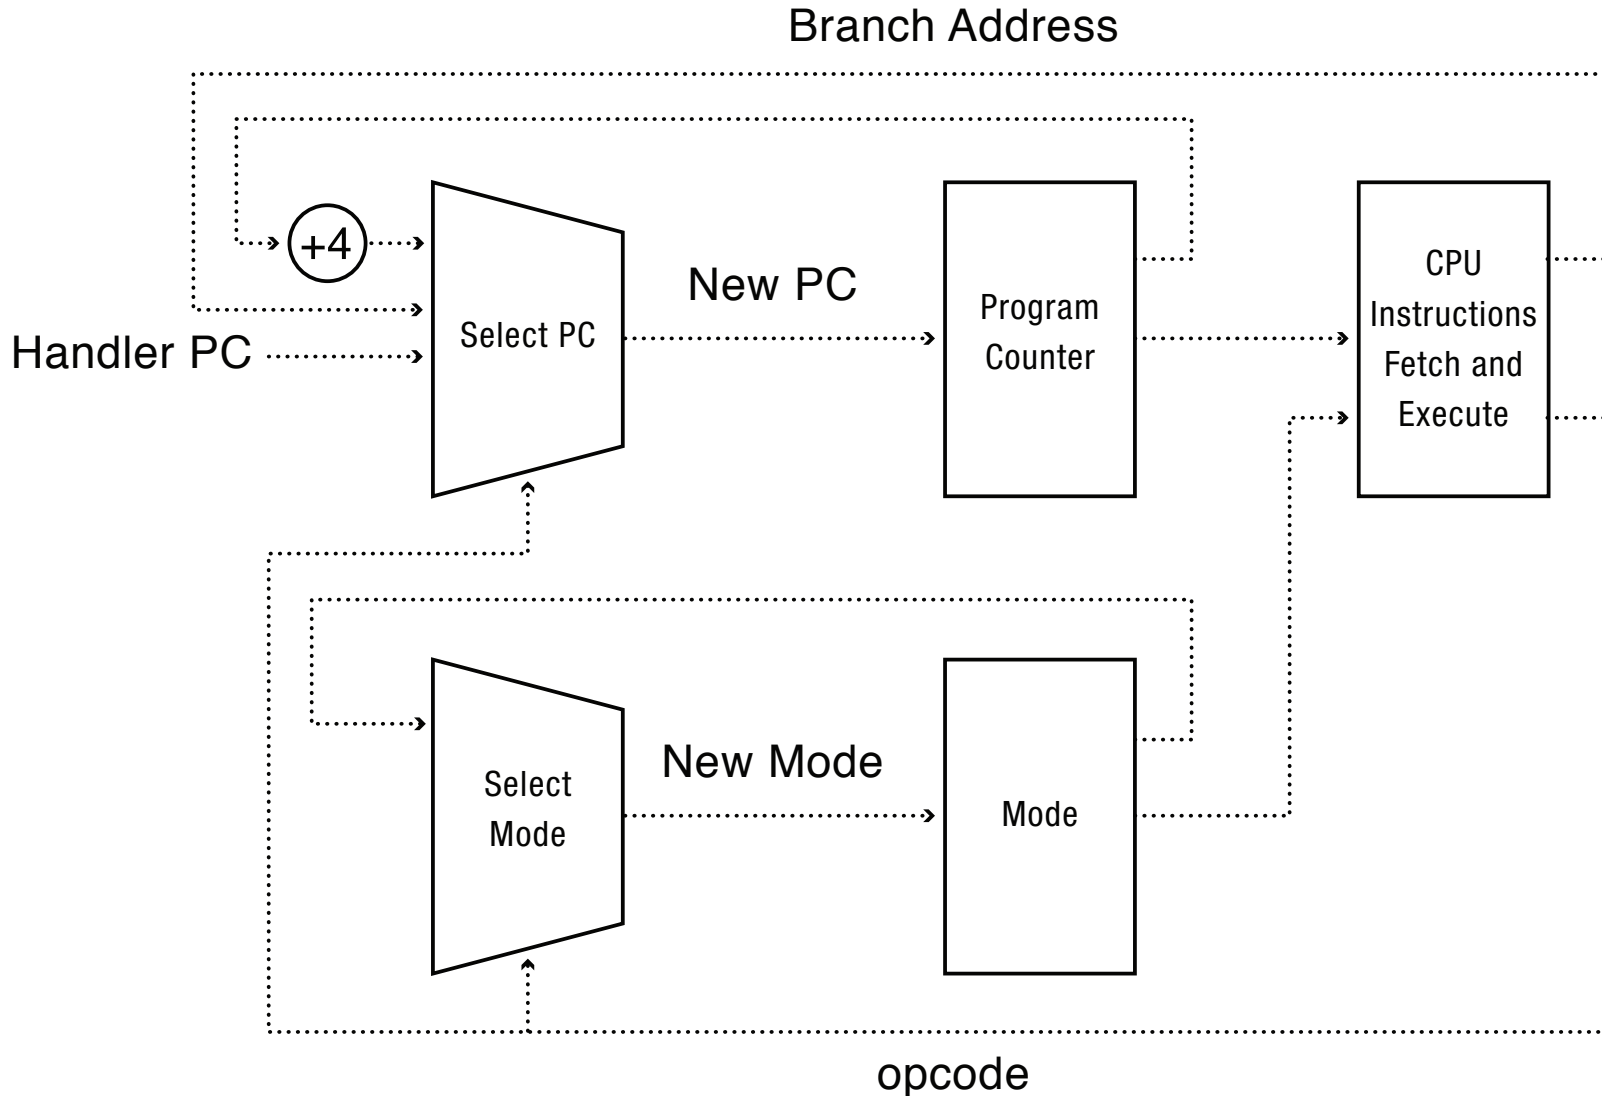 Branch Address
+4
Select PC
New PC
Program
Counter
CPU
Instructions
Fetch and
Execute
Handler PC
Select
Mode
New Mode
Mode
opcode